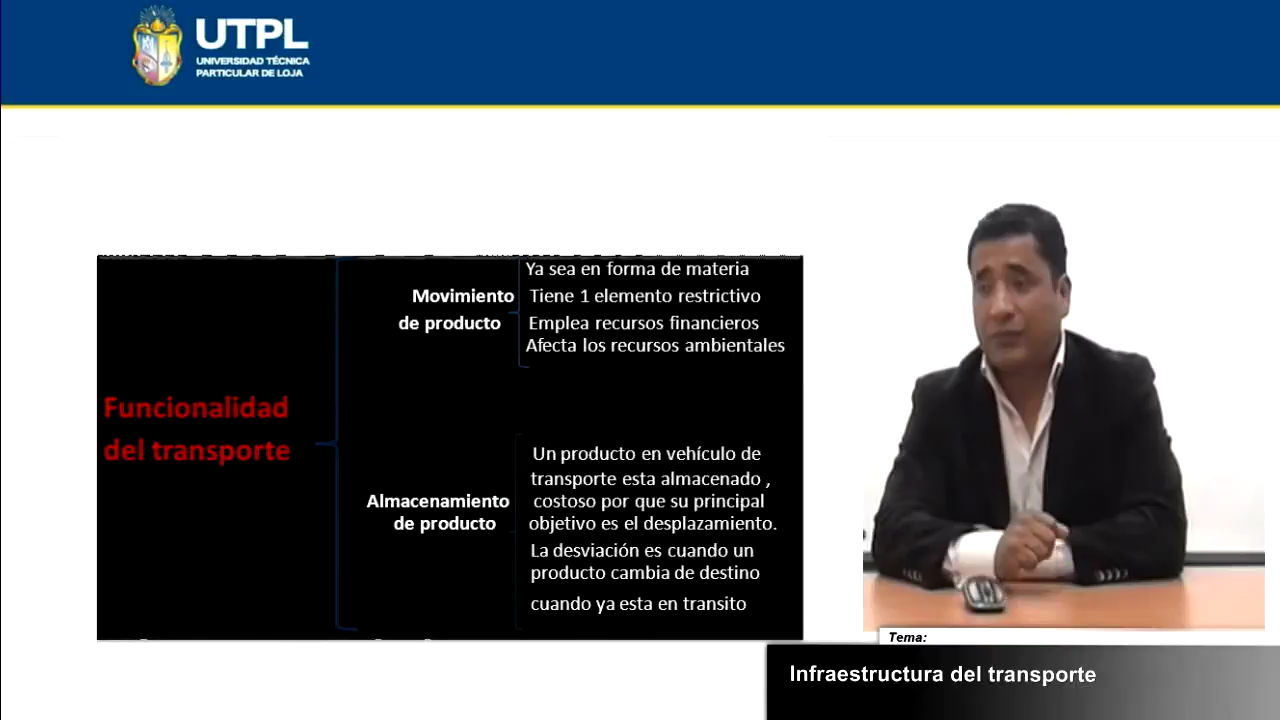 UTPL
UNIVERSIDAD TÉCNICA
PARTICULAR DE LOJA
Funcionalidad
del transporte
Movimiento
de producto
Ya sea en forma de materia
Tiene 1 elemento restrictivo
Emplea recursos financieros
Afecta los recursos ambientales
Almacenamiento
de producto
Un producto en vehículo de
transporte esta almacenado ,
costoso por que su principal
objetivo es el desplazamiento.
La desviación es cuando un
producto cambia de destino
cuando ya esta en transito
Tema:
Infraestructura del transporte